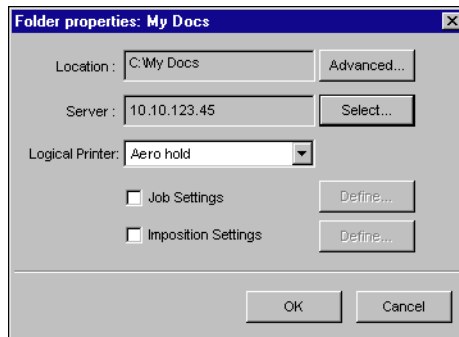 Folder properties: My Docs
Location : C:\My Docs Advanced...
Server : 10.10.123.45 Select...
Logical Printer: Aero hold
Job Settings Define...
Imposition Settings Define...
OK Cancel